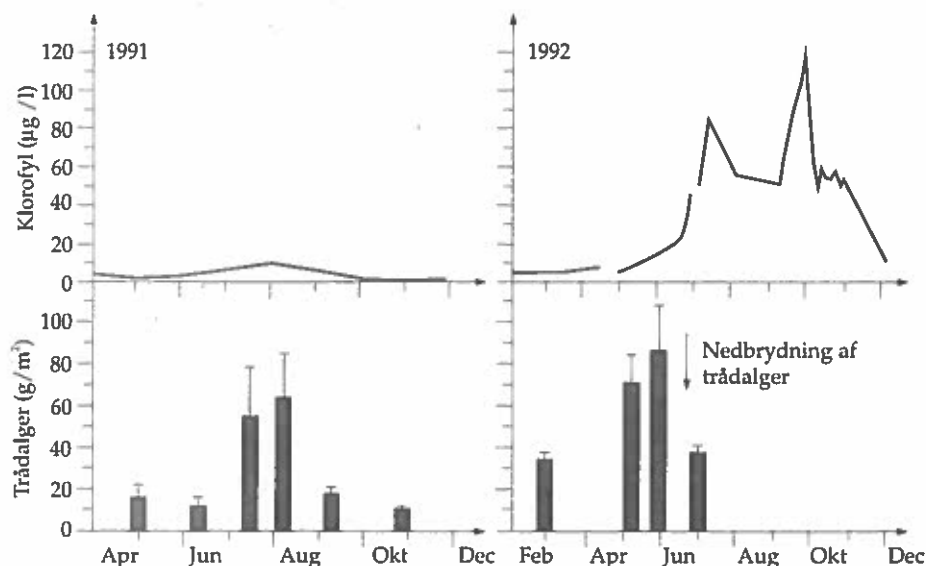 1991
1992
Klorofyl (µg /l)
120
100
80
60
40
20
0
Nedbrydning af
trådalger
Trådalger (g/m²)
100
80
60
40
20
0
Apr Jun Aug Okt Dec
Feb Apr Jun Aug Okt Dec